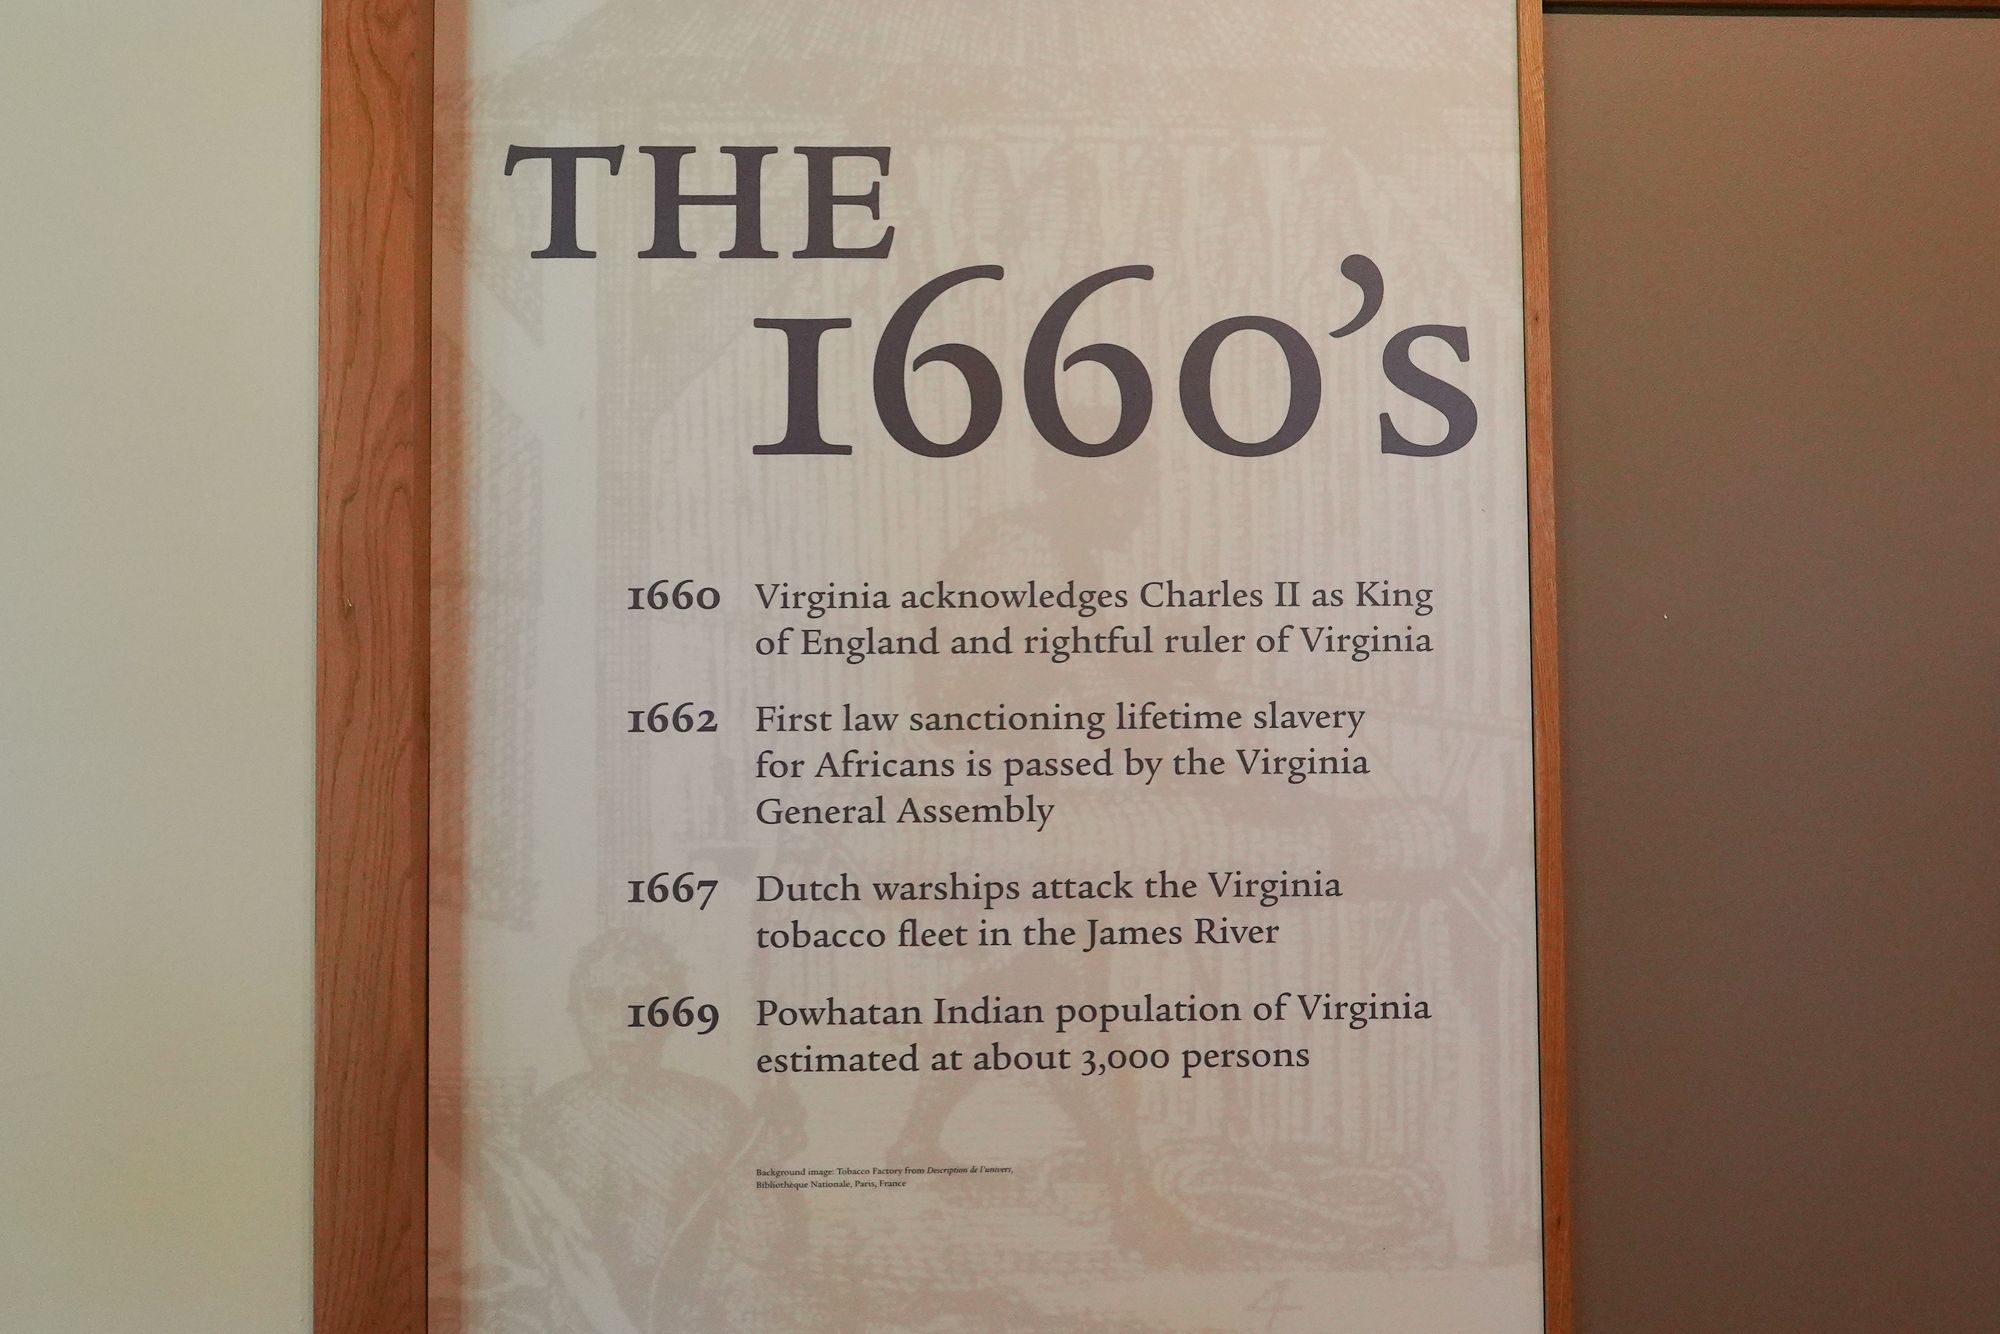 THE
1660's
1660 Virginia acknowledges Charles II as King
of England and rightful ruler of Virginia
1662 First law sanctioning lifetime slavery
for Africans is passed by the Virginia
General Assembly
1667 Dutch warships attack the Virginia
tobacco fleet in the James River
1669 Powhatan Indian population of Virginia
estimated at about 3,000 persons
Background image: Tobacco Factory from Description de l'univers,
Bibliothèque Nationale, Paris, France